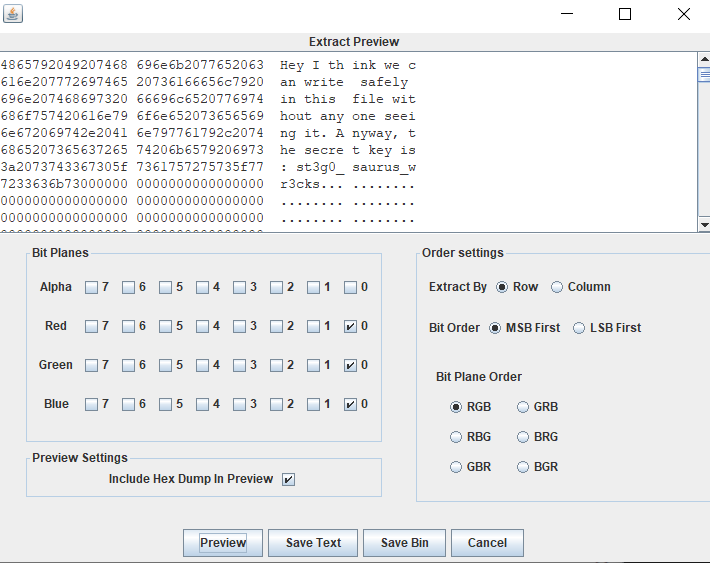 Extract Preview
4865792049207468 696e6b2077652063 Hey I th ink we c
616e207772697465 20736166656c7920 an write  safely 
696e207468697320 66696c6520776974 in this  file wit
686f757420616e79 6f6e652073656569 hout any one seei
6e672069742e2041 6e797761792c2074 ng it. A nyway, t
6865207365637265 74206b6579206973 he secre t key is
3a2073743367305f 7361757275735f77 : st3g0_ saurus_w
7233636b73000000 0000000000000000 r3cks... ........
0000000000000000 0000000000000000 ........ ........
0000000000000000 0000000000000000 ........ ........
Bit Planes
Alpha 7 6 5 4 3 2 1 0
Red 7 6 5 4 3 2 1 0
Green 7 6 5 4 3 2 1 0
Blue 7 6 5 4 3 2 1 0
Preview Settings
Include Hex Dump In Preview
Order settings
Extract By Row Column
Bit Order MSB First LSB First
Bit Plane Order
RGB GRB
RBG BRG
GBR BGR
Preview Save Text Save Bin Cancel